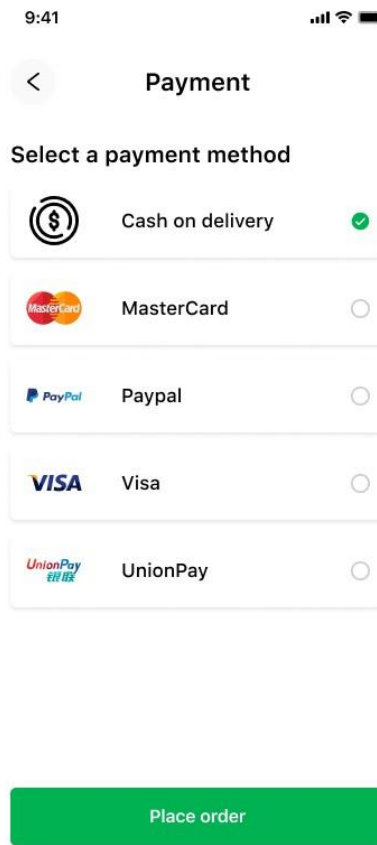 9:41
Payment
Select a payment method
Cash on delivery
MasterCard
MasterCard
PayPal
Paypal
VISA
Visa
UnionPay
银联
UnionPay
Place order